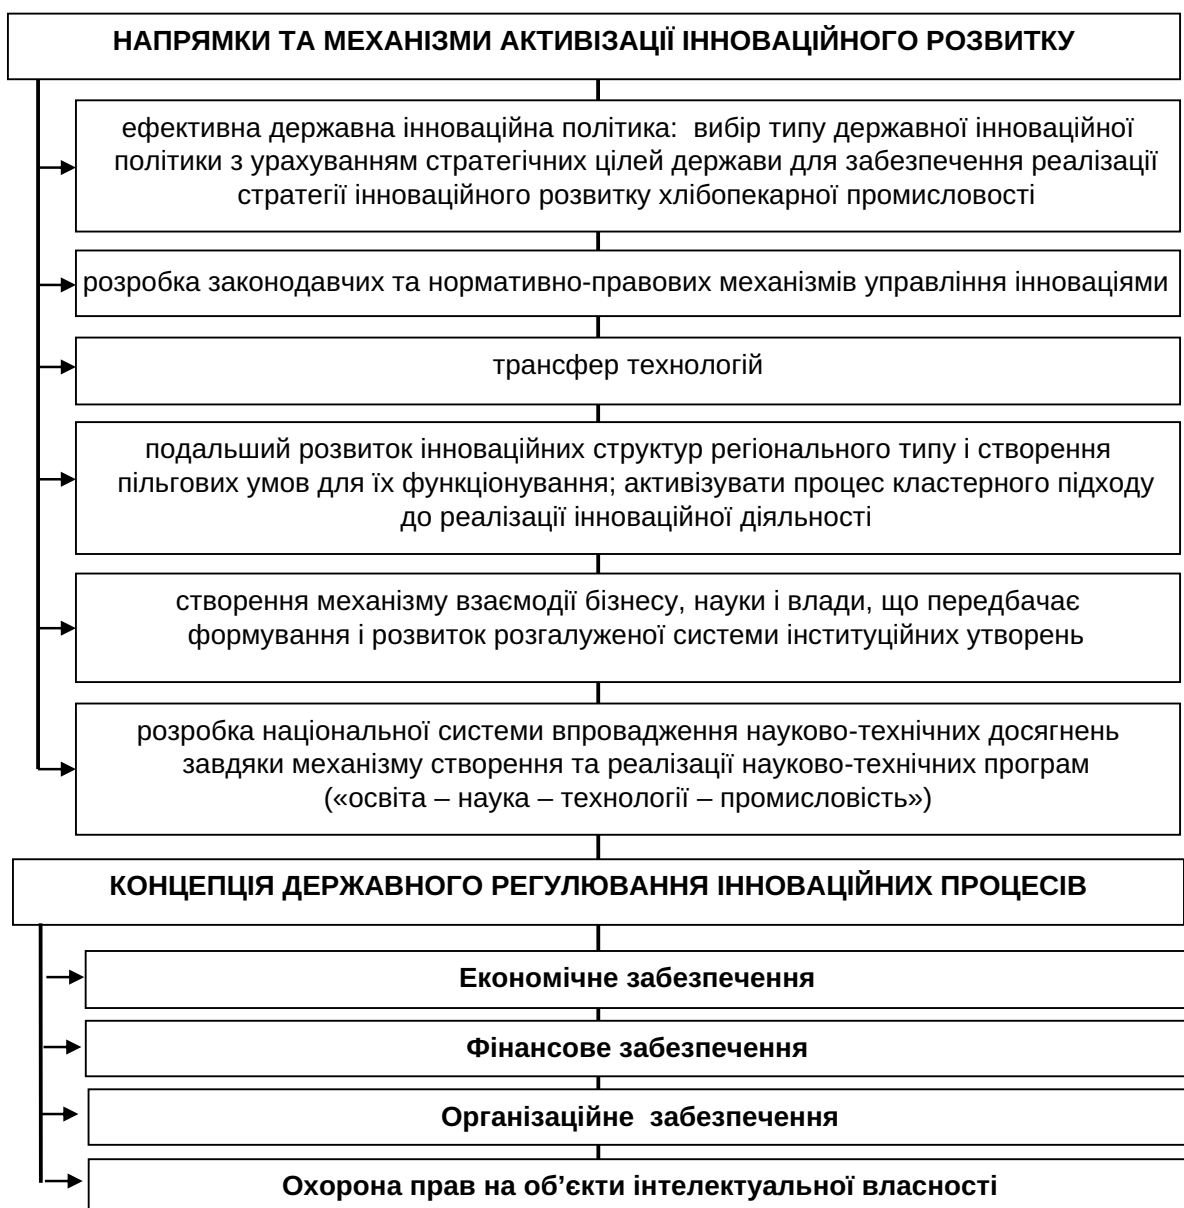 НАПРЯМКИ ТА МЕХАНІЗМИ АКТИВІЗАЦІЇ ІННОВАЦІЙНОГО РОЗВИТКУ
ефективна державна інноваційна політика:  вибір типу державної інноваційної
політики з урахуванням стратегічних цілей держави для забезпечення реалізації
стратегії інноваційного розвитку хлібопекарної промисловості
розробка законодавчих та нормативно-правових механізмів управління інноваціями
трансфер технологій
подальший розвиток інноваційних структур регіонального типу і створення
пільгових умов для їх функціонування; активізувати процес кластерного підходу
до реалізації інноваційної діяльності
створення механізму взаємодії бізнесу, науки і влади, що передбачає
формування і розвиток розгалуженої системи інституційних утворень
розробка національної системи впровадження науково-технічних досягнень
завдяки механізму створення та реалізації науково-технічних програм
(«освіта – наука – технології – промисловість»)
КОНЦЕПЦІЯ ДЕРЖАВНОГО РЕГУЛЮВАННЯ ІННОВАЦІЙНИХ ПРОЦЕСІВ
Економічне забезпечення
Фінансове забезпечення
Організаційне  забезпечення
Охорона прав на об’єкти інтелектуальної власності